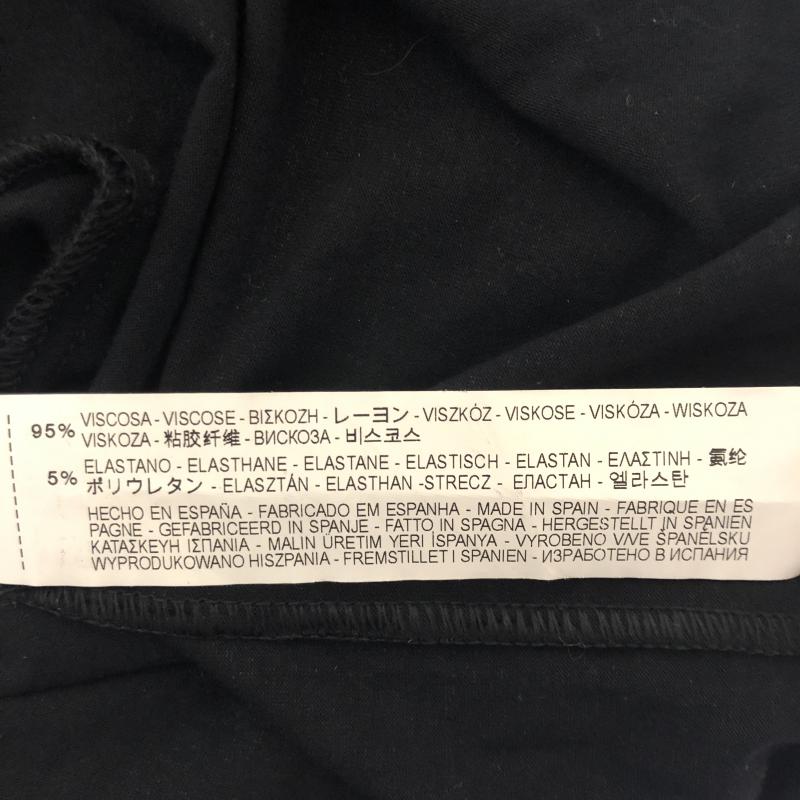 95% VISCOSA - VISCOSE - ΒΙΣΚΟΖΗ - レーヨン - VISZKÓZ - VISKOSE - VISKÓZA - WISKOZA
VISKOZA - 粘胶纤维 - ВИСКОЗА - 비스코스
5% ELASTANO - ELASTHANE - ELASTANE - ELASTISCH - ELASTAN - ΕΛΑΣΤΙΝΗ - 氨纶
ポリウレタン - ELASZTÁN - ELASTHAN -STRECZ - ЕПАСТАН - 엘라스탄
HECHO EN ESPAÑA - FABRICADO EM ESPANHA - MADE IN SPAIN - FABRIQUE EN ES
PAGNE - GEFABRICEERD IN SPANJE - FATTO IN SPAGNA - HERGESTELLT IN SPANIEN
ΚΑΤΑΣΚΕΥΗ ΙΣΠΑΝΙΑ - MALIN ÜRETIM YERI İSPANYA - VYROBENO V/VE ŠPANĚLSKU
WYPRODUKOWANO HISZPANIA - FREMSTILLET I SPANIEN - ИЗРАБОТЕНО В ИСПАНИЯ